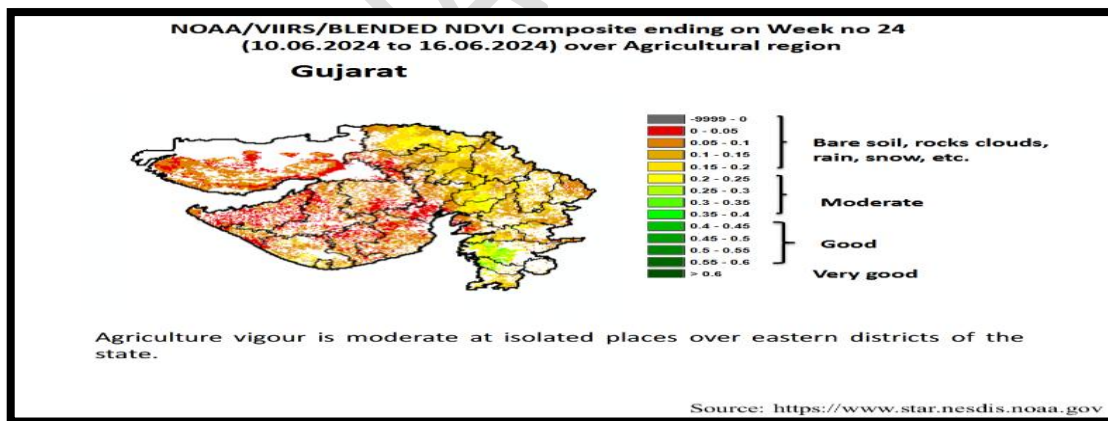 NOAA/VIIRS/BLENDED NDVI Composite ending on Week no 24
(10.06.2024 to 16.06.2024) over Agricultural region
Gujarat
-9999 - 0
0 - 0.05
0.05 - 0.1
0.1 - 0.15
0.15 - 0.2
0.2 - 0.25
0.25 - 0.3
0.3 - 0.35
0.35 - 0.4
0.4 - 0.45
0.45 - 0.5
0.5 - 0.55
0.55 - 0.6
> 0.6
Bare soil, rocks clouds,
rain, snow, etc.
Moderate
Good
Very good
Agriculture vigour is moderate at isolated places over eastern districts of the
state.
Source: https://www.star.nesdis.noaa.gov